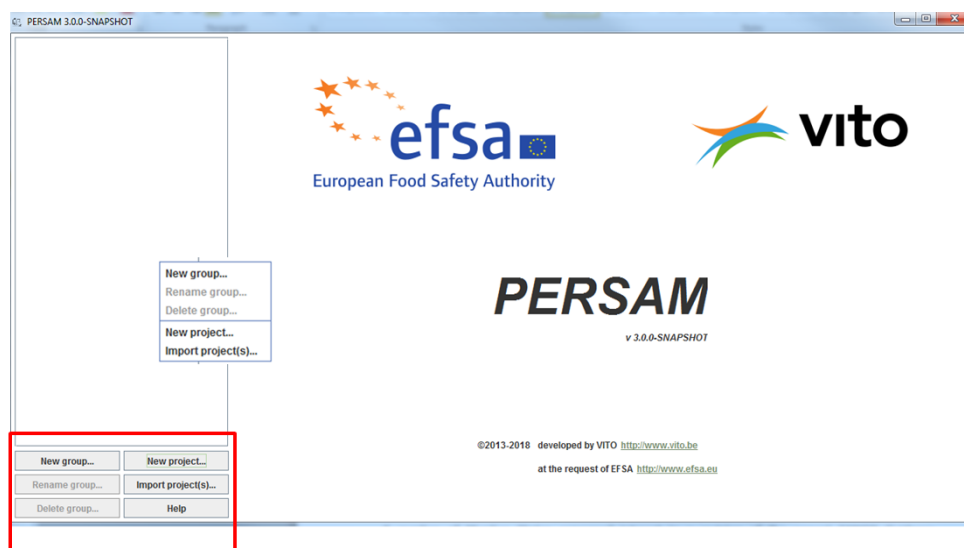 PERSAM 3.0.0-SNAPSHOT
efsa
European Food Safety Authority
vito
New group...
Rename group...
Delete group...
New project...
Import project(s)...
PERSAM
v 3.0.0-SNAPSHOT
©2013-2018 developed by VITO http://www.vito.be
at the request of EFSA http://www.efsa.eu
New group... New project...
Rename group... Import project(s)...
Delete group... Help